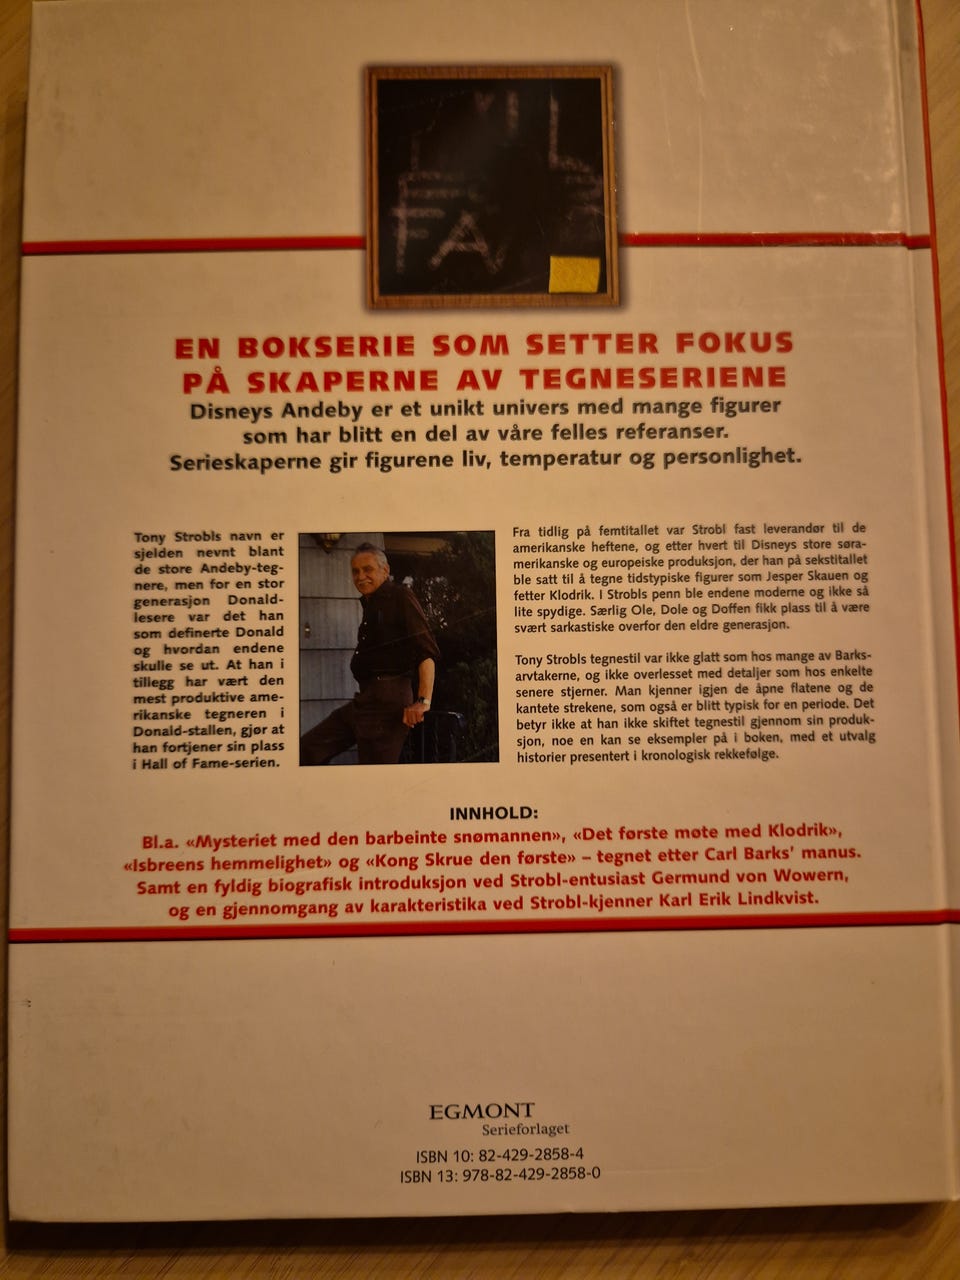 EN BOKSERIE SOM SETTER FOKUS
PÅ SKAPERNE AV TEGNESERIENE
Disneys Andeby er et unikt univers med mange figurer
som har blitt en del av våre felles referanser.
Serieskaperne gir figurene liv, temperatur og personlighet.
Tony Strobls navn er
sjelden nevnt blant
de store Andeby-teg-
nere, men for en stor
generasjon Donald-
lesere var det han
som definerte Donald
og hvordan endene
skulle se ut. At han i
tillegg har vært den
mest produktive ame-
rikanske tegneren i
Donald-stallen, gjør at
han fortjener sin plass
i Hall of Fame-serien.
Fra tidlig på femtitallet var Strobl fast leverandør til de
amerikanske heftene, og etter hvert til Disneys store søra-
merikanske og europeiske produksjon, der han på sekstitallet
ble satt til å tegne tidstypiske figurer som Jesper Skauen og
fetter Klodrik. I Strobls penn ble endene moderne og ikke så
lite spydige. Særlig Ole, Dole og Doffen fikk plass til å være
svært sarkastiske overfor den eldre generasjon.
Tony Strobls tegnestil var ikke glatt som hos mange av Barks-
arvtakerne, og ikke overlesset med detaljer som hos enkelte
senere stjerner. Man kjenner igjen de åpne flatene og de
kantete strekene, som også er blitt typisk for en periode. Det
betyr ikke at han ikke skiftet tegnestil gjennom sin produk-
sjon, noe en kan se eksempler på i boken, med et utvalg
historier presentert i kronologisk rekkefølge.
INNHOLD:
Bl.a. «Mysteriet med den barbeinte snømannen», «Det første møte med Klodrik»,
«Isbreens hemmelighet» og «Kong Skrue den første» – tegnet etter Carl Barks' manus.
Samt en fyldig biografisk introduksjon ved Strobl-entusiast Germund von Wowern,
og en gjennomgang av karakteristika ved Strobl-kjenner Karl Erik Lindkvist.
EGMONT
Serieforlaget
ISBN 10: 82-429-2858-4
ISBN 13: 978-82-429-2858-0